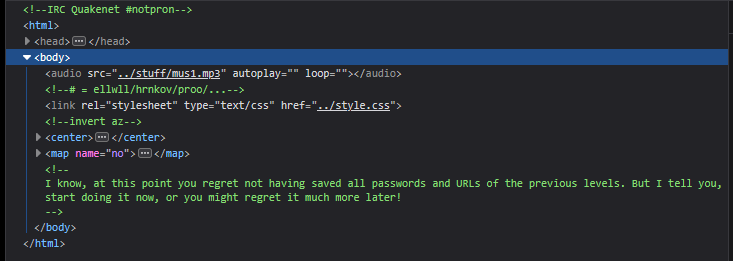 <!--IRC Quakenet #notpron-->
<html>
<head>···</head>
<body>
<audio src="../stuff/mus1.mp3" autoplay="" loop=""></audio>
<!--# = ellwll/hrnkov/proo/...-->
<link rel="stylesheet" type="text/css" href="../style.css">
<!--invert az-->
<center>···</center>
<map name="no">···</map>
<!--
I know, at this point you regret not having saved all passwords and URLs of the previous levels. But I tell you,
start doing it now, or you might regret it much more later!
-->
</body>
</html>